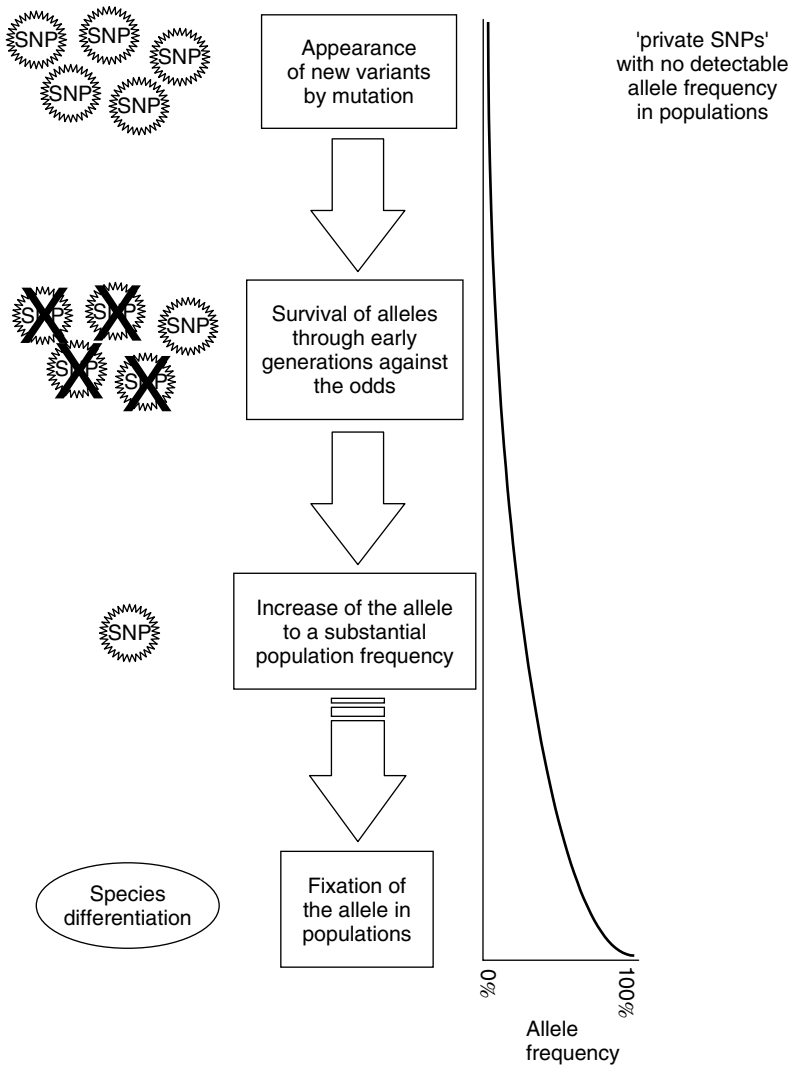 SNP
SNP
SNP
SNP
SNP
Appearance
of new variants
by mutation
'private SNPs'
with no detectable
allele frequency
in populations
SNP
SNP
SNP
SNP
SNP
Survival of alleles
through early
generations against
the odds
SNP
Increase of the allele
to a substantial
population frequency
Species
differentiation
Fixation of
the allele in
populations
0%
100%
Allele
frequency